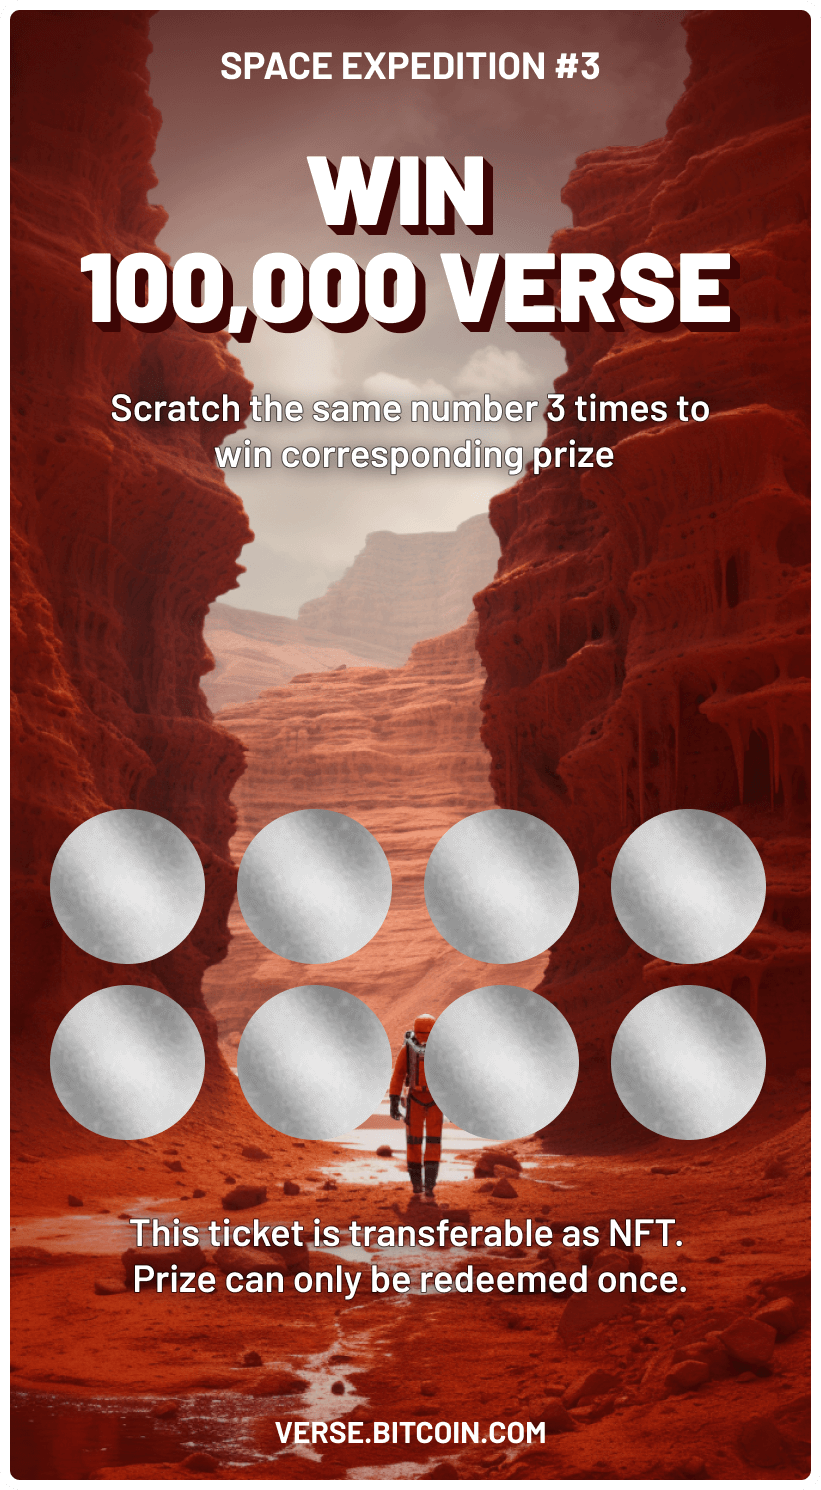 SPACE EXPEDITION #3
WIN
100,000 VERSE
Scratch the same number 3 times to
win corresponding prize
This ticket is transferable as NFT.
Prize can only be redeemed once.
VERSE.BITCOIN.COM